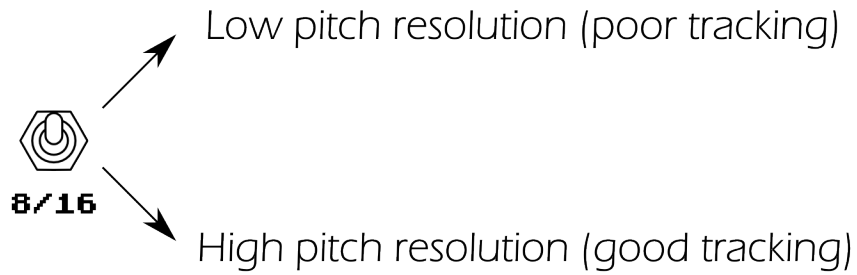 Low pitch resolution (poor tracking)
8/16
High pitch resolution (good tracking)